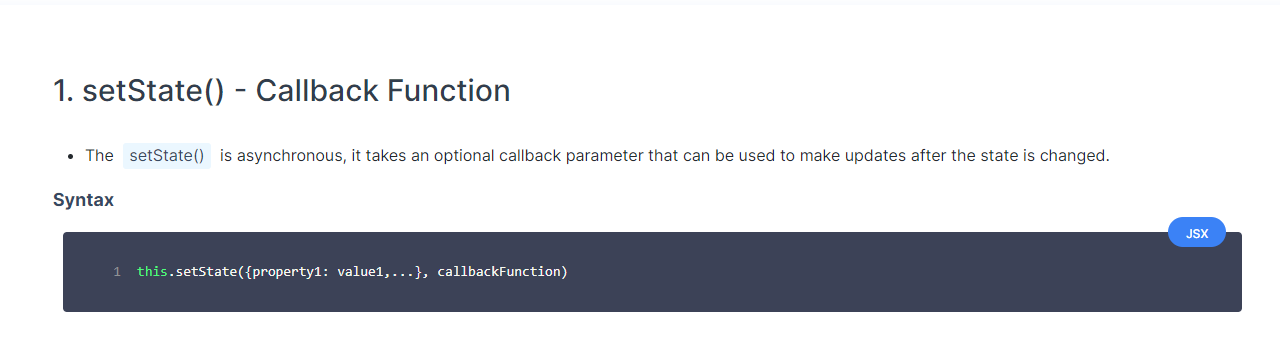 1. setState() - Callback Function
• The setState() is asynchronous, it takes an optional callback parameter that can be used to make updates after the state is changed.
Syntax
JSX
1 this.setState({property1: value1,...}, callbackFunction)